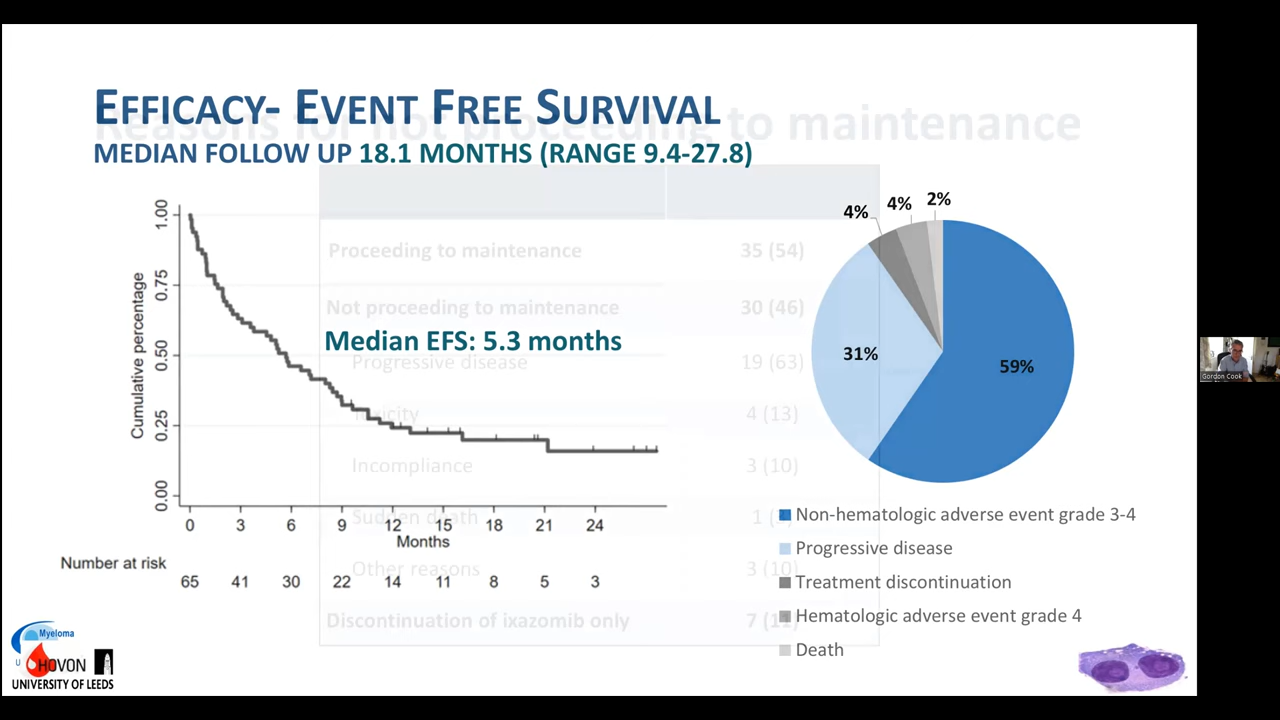 EFFICACY- EVENT FREE SURVIVAL
Reasons for not proceeding to maintenance
MEDIAN FOLLOW UP 18.1 MONTHS (RANGE 9.4-27.8)
Cumulative percentage
1.00
0.75
0.50
0.25
0.00
Median EFS: 5.3 months
0 3 6 9 12 15 18 21 24
Months
Number at risk
65 41 30 22 14 11 8 5 3
Proceeding to maintenance 35 (54)
Not proceeding to maintenance 30 (46)
Progressive disease 19 (63)
Toxicity 4 (13)
Incompliance 3 (10)
Sudden death 1
Other reasons 3 (10)
Discontinuation of ixazomib only 7 (11)
4% 4% 2%
31%
59%
Non-hematologic adverse event grade 3-4
Progressive disease
Treatment discontinuation
Hematologic adverse event grade 4
Death
Myeloma
U
HOVON
UNIVERSITY OF LEEDS
Gordon Cook